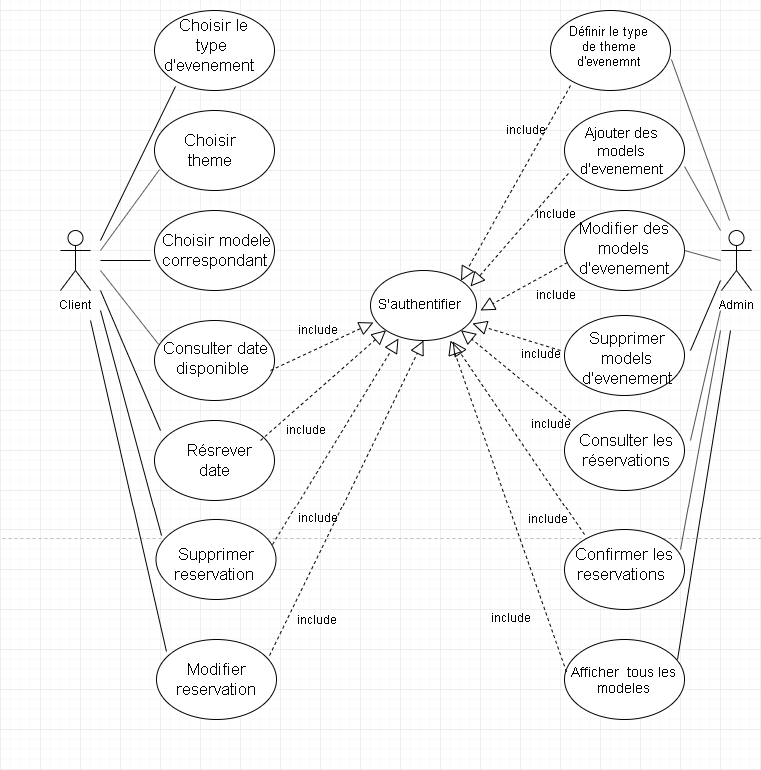 Choisir le
type
d'evenement
Choisir
theme
Choisir modele
correspondant
Client
Consulter date
disponible
Résrever
date
Supprimer
reservation
Modifier
reservation
include
include
include
include
S'authentifier
include
include
include
include
include
include
include
Définir le type
de theme
d'evenemnt
Ajouter des
models
d'evenement
Modifier des
models
d'evenement
Admin
Supprimer
models
d'evenement
Consulter les
réservations
Confirmer les
reservations
Afficher tous les
modeles